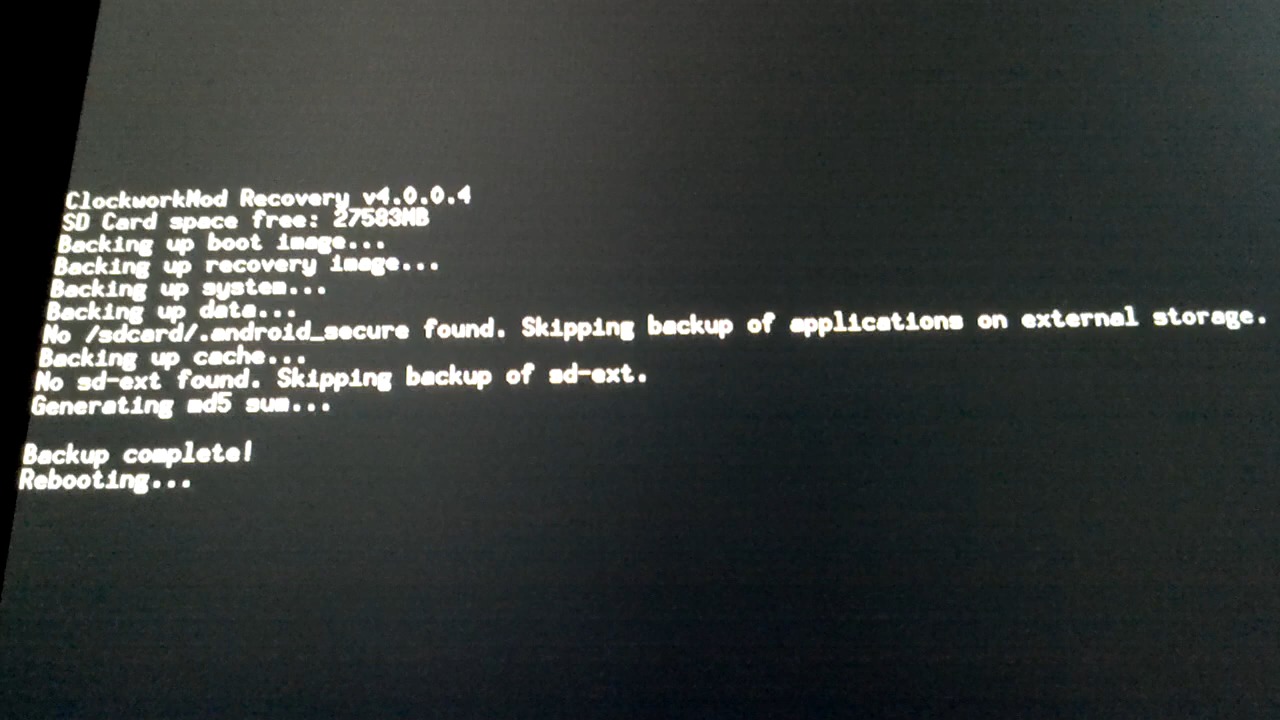 ClockworkMod Recovery v4.0.0.4
SD Card space free: 27583MB
Backing up boot image...
Backing up recovery image...
Backing up system...
Backing up data...
No /sdcard/.android_secure found. Skipping backup of applications on external storage.
Backing up cache...
No sd-ext found. Skipping backup of sd-ext.
Generating md5 sum...
Backup complete!
Rebooting...